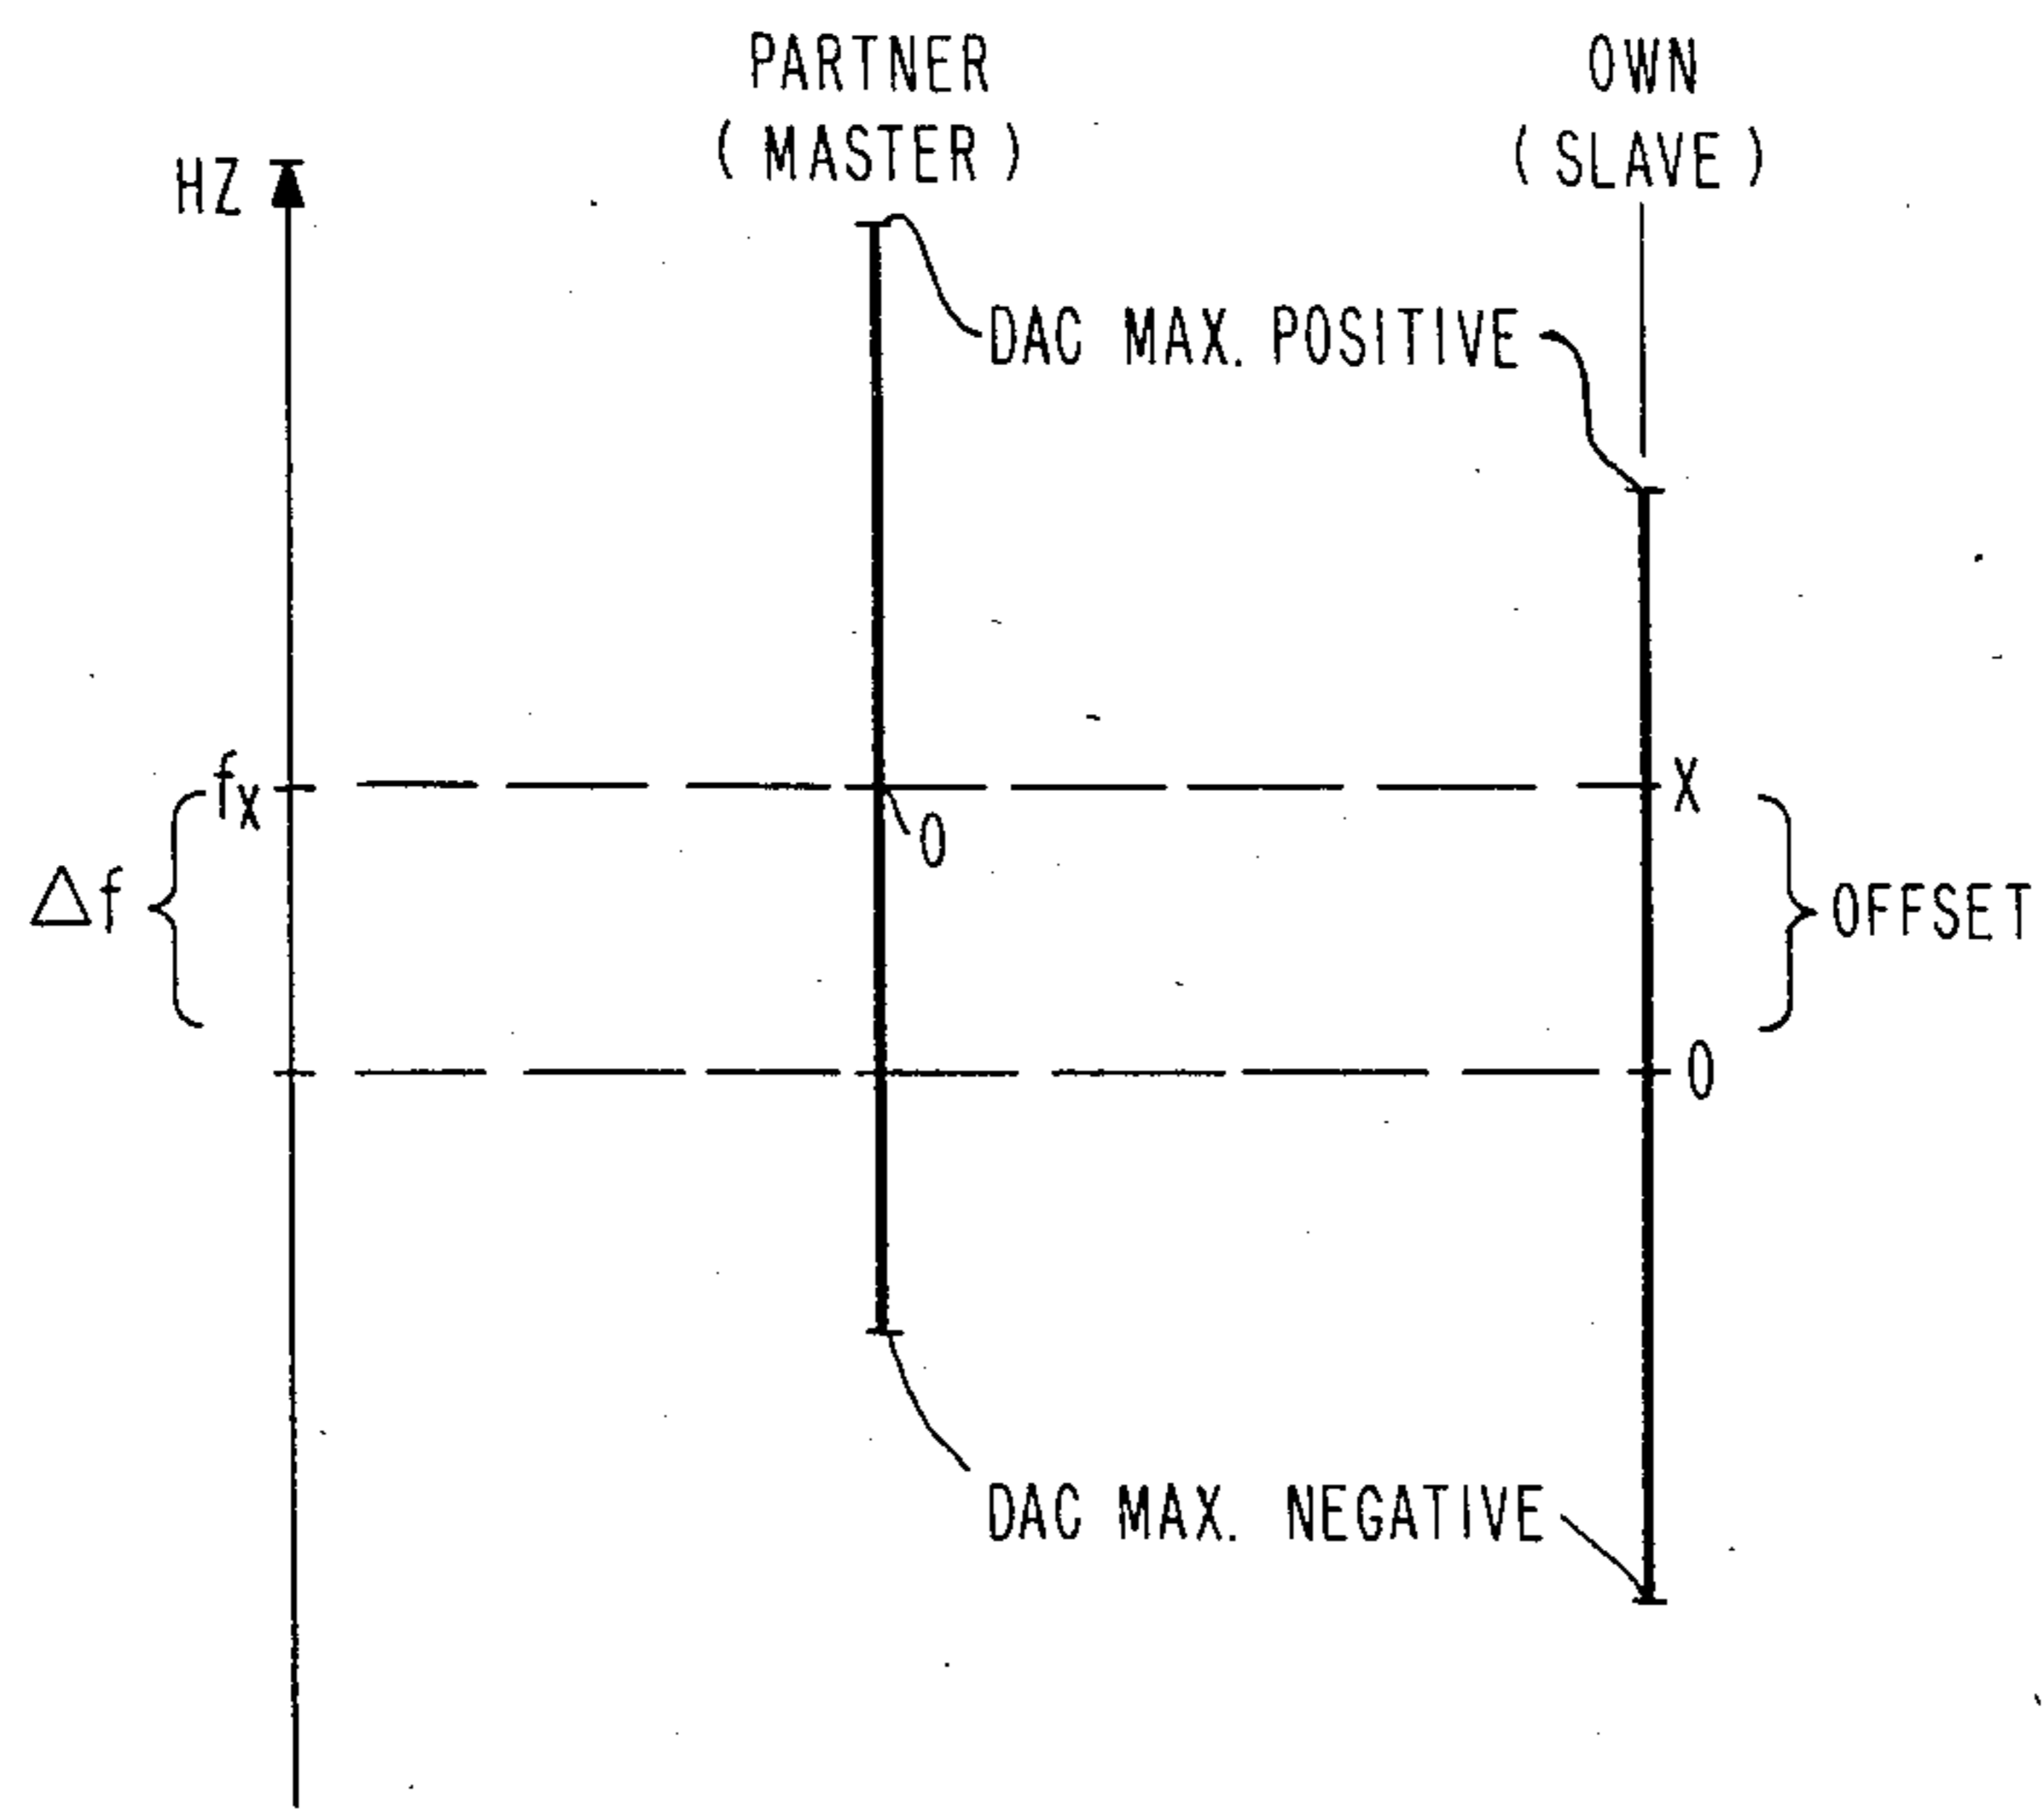 PARTNER
( MASTER )
OWN
( SLAVE )
HZ
DAC MAX. POSITIVE
fX
X
0
Δf
OFFSET
0
DAC MAX. NEGATIVE